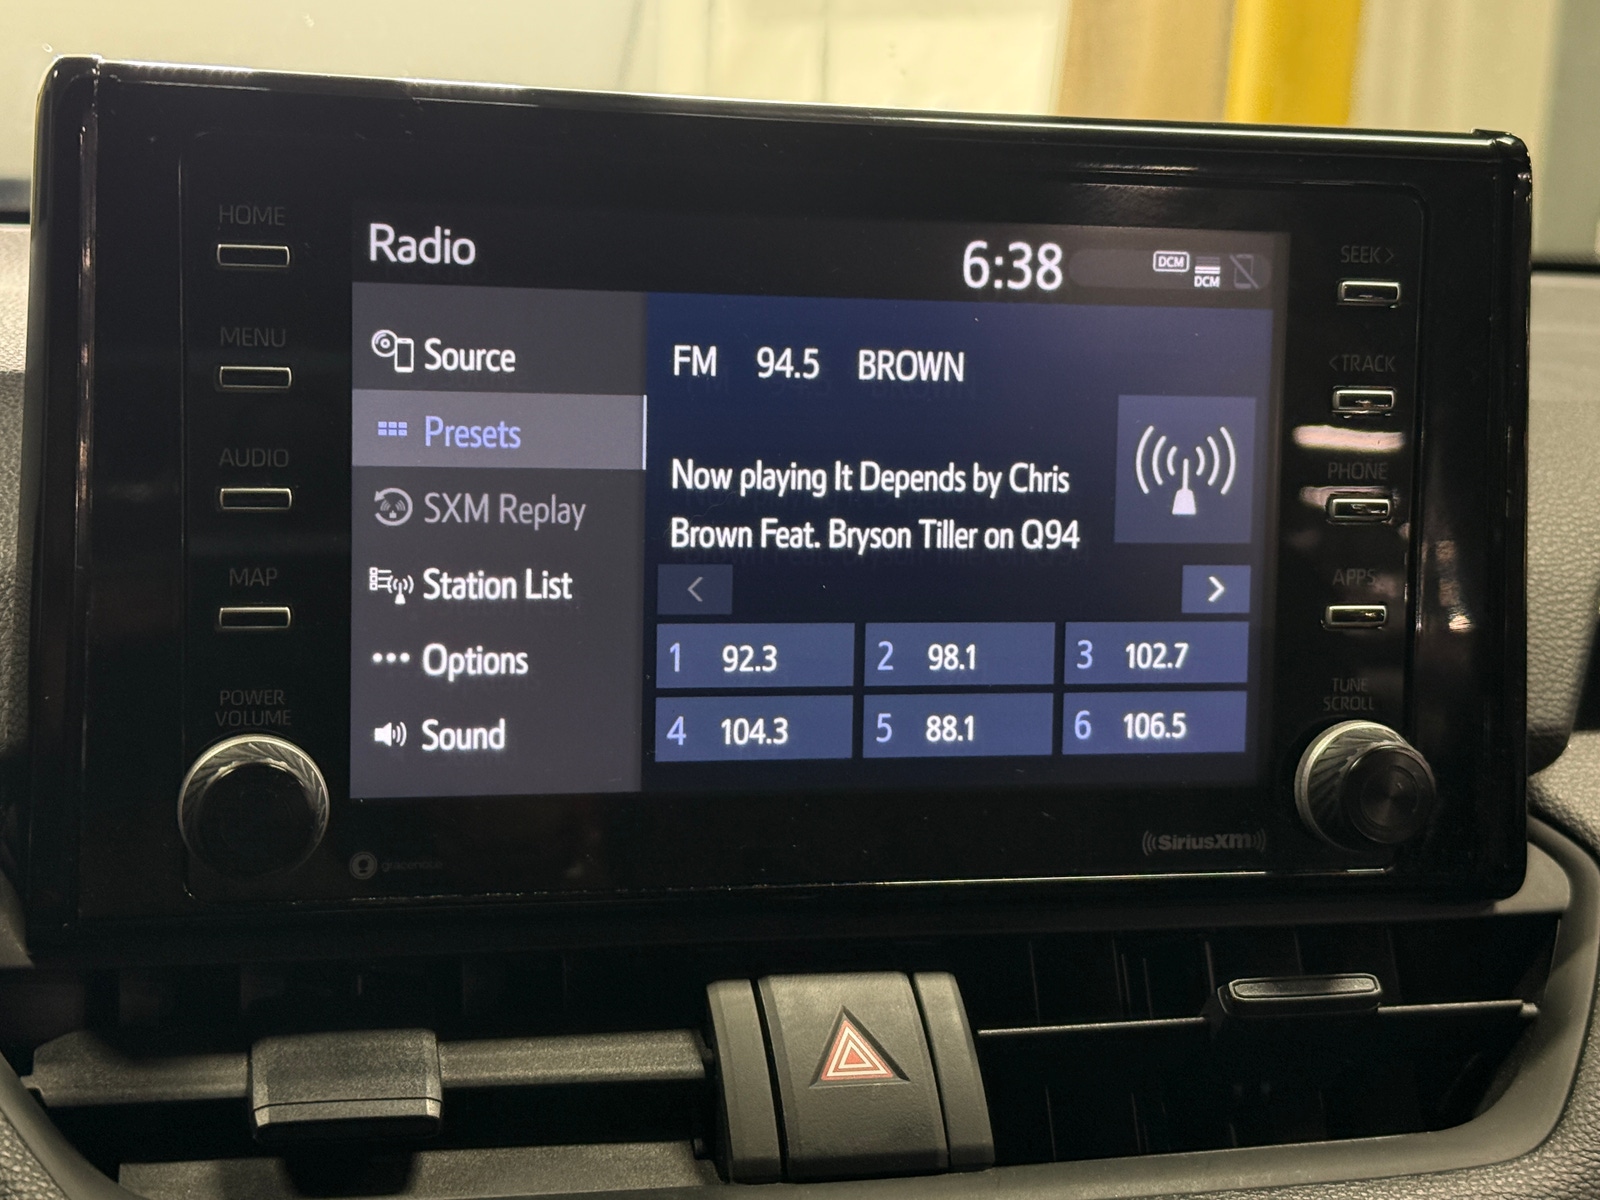 HOME
MENU
AUDIO
MAP
POWER
VOLUME
Radio
6:38
DCM
DCM
Source
Presets
SXM Replay
Station List
Options
Sound
FM 94.5 BROWN
Now playing It Depends by Chris
Brown Feat. Bryson Tiller on Q94
<
>
1 92.3
2 98.1
3 102.7
4 104.3
5 88.1
6 106.5
SEEK >
< TRACK
PHONE
APPS
TUNE
SCROLL
gracenote
((SiriusXM))